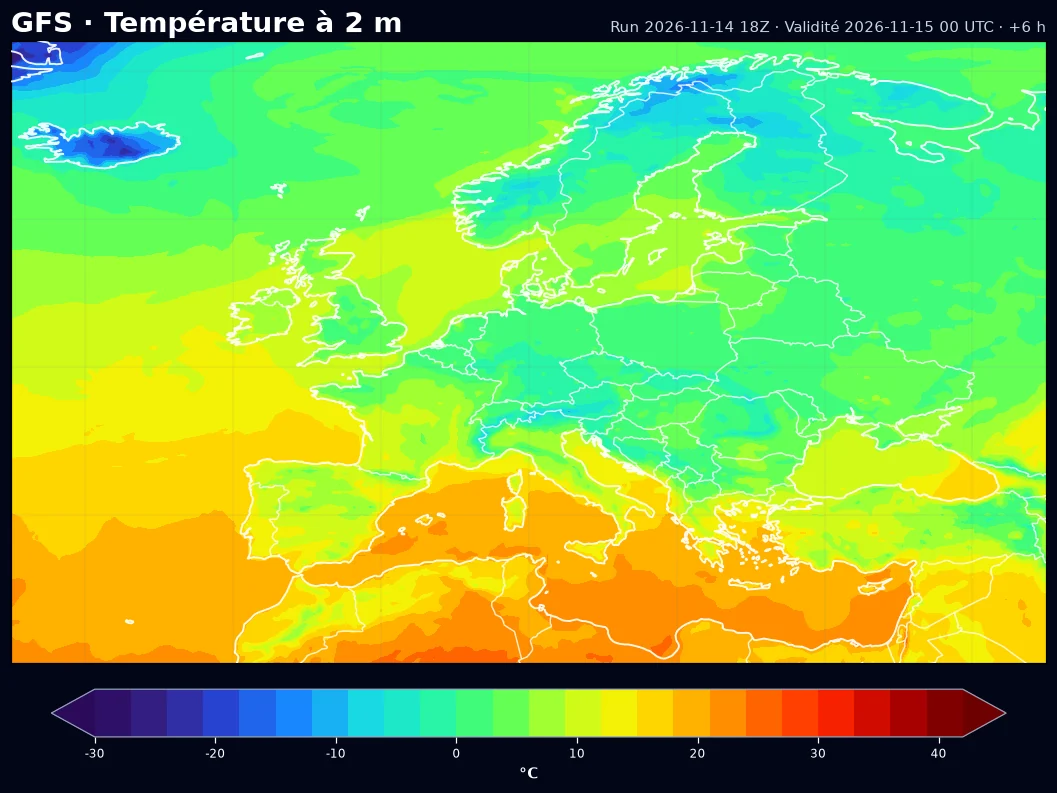 GFS · Température à 2 m
Run 2026-11-14 18Z · Validité 2026-11-15 00 UTC · +6 h
-30 -20 -10 0 10 20 30 40
°C